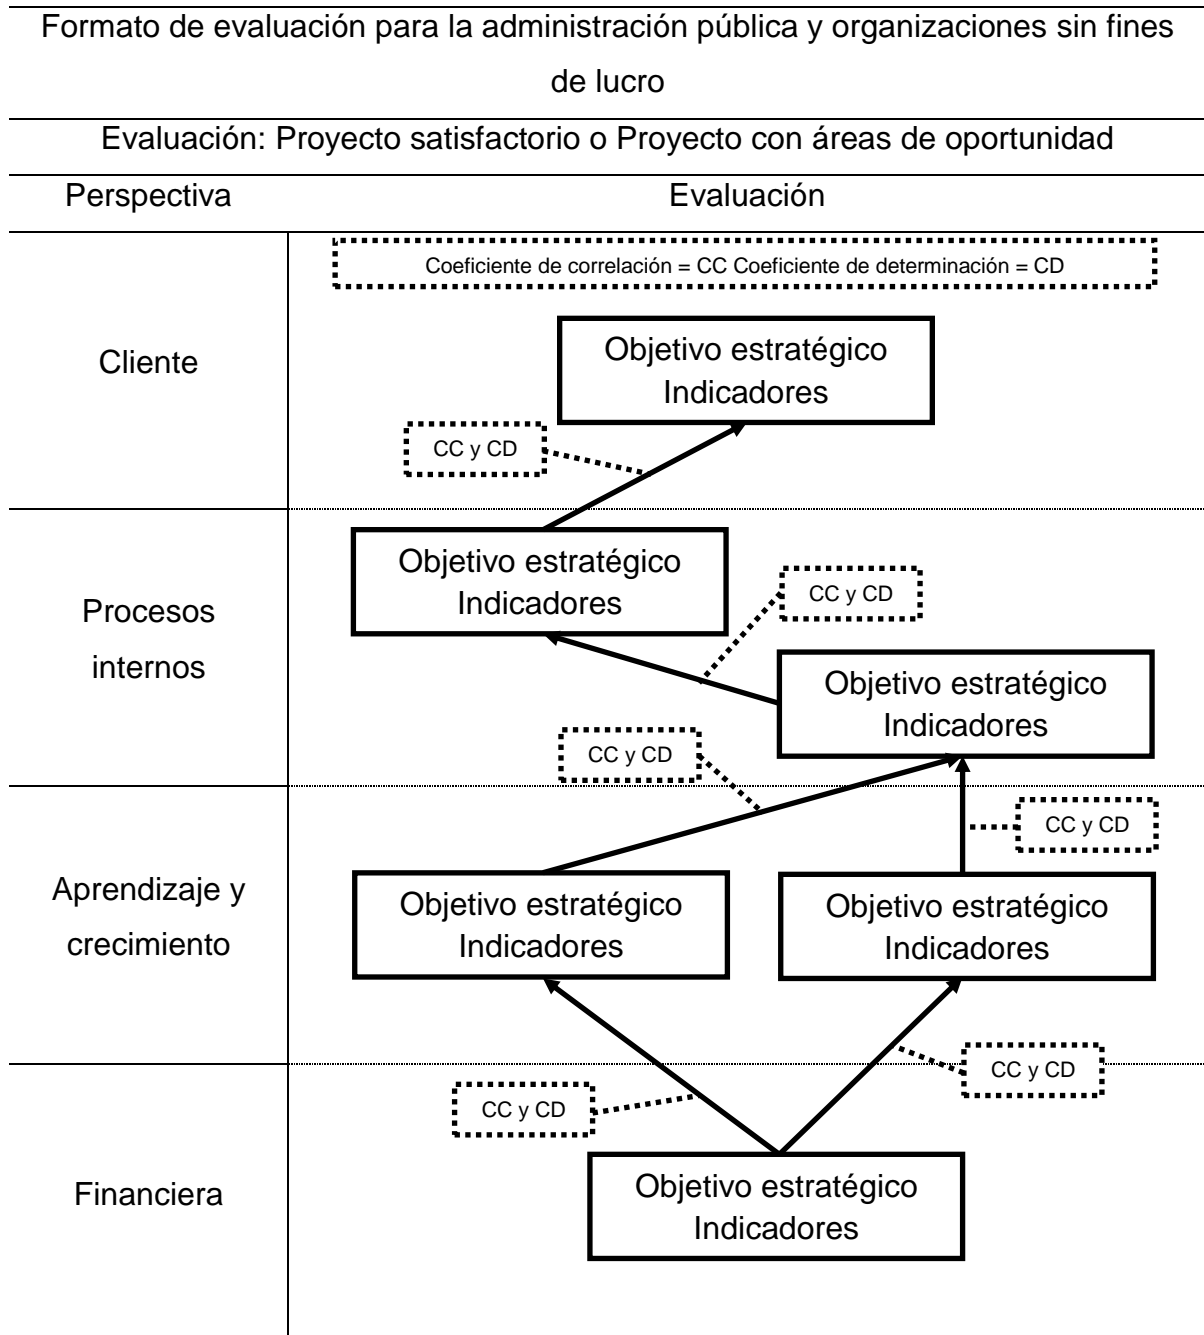 Formato de evaluación para la administración pública y organizaciones sin fines
de lucro
Evaluación: Proyecto satisfactorio o Proyecto con áreas de oportunidad
Perspectiva
Evaluación
Coeficiente de correlación = CC Coeficiente de determinación = CD
Cliente
Objetivo estratégico
Indicadores
CC y CD
Procesos
internos
Objetivo estratégico
Indicadores
CC y CD
Objetivo estratégico
Indicadores
CC y CD
CC y CD
Aprendizaje y
crecimiento
Objetivo estratégico
Indicadores
Objetivo estratégico
Indicadores
CC y CD
CC y CD
Financiera
Objetivo estratégico
Indicadores